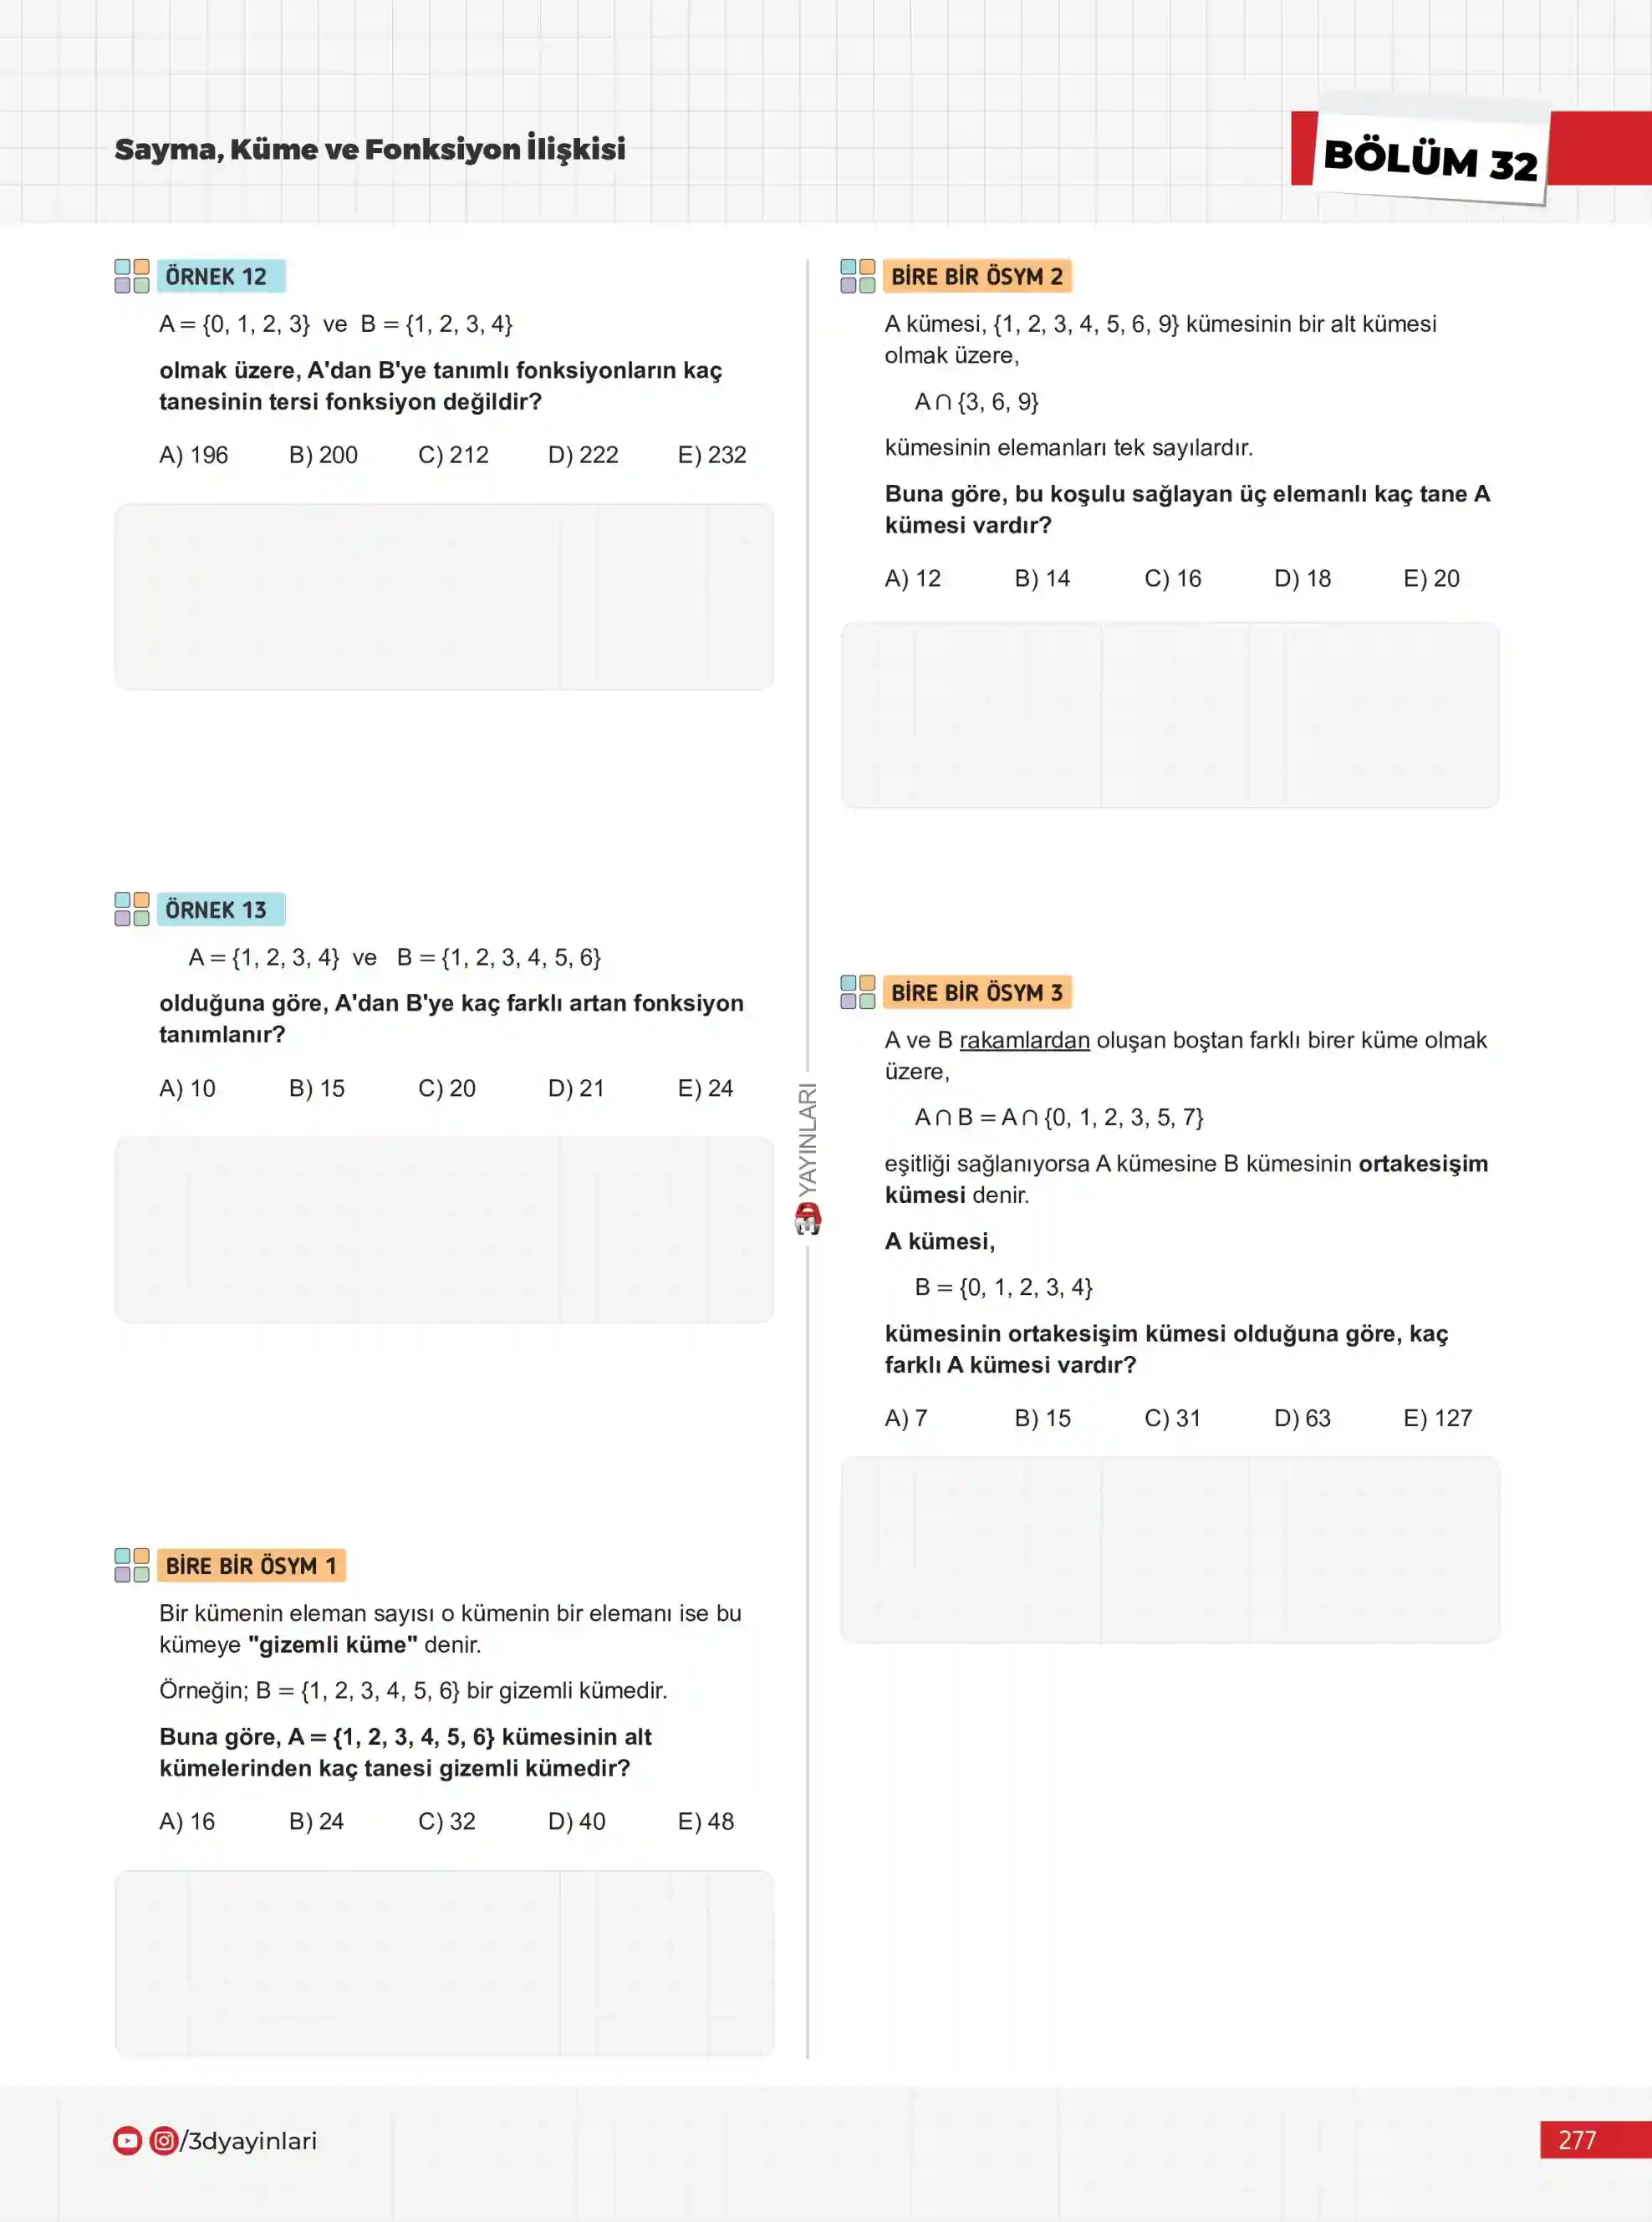 Sayma, Küme ve Fonksiyon İlişkisi
BÖLÜM 32
ÖRNEK 12
A = {0, 1, 2, 3} ve B = {1, 2, 3, 4}
olmak üzere, A'dan B'ye tanımlı fonksiyonların kaç
tanesinin tersi fonksiyon değildir?
A) 196 B) 200 C) 212 D) 222 E) 232
ÖRNEK 13
A = {1, 2, 3, 4} ve B = {1, 2, 3, 4, 5, 6}
olduğuna göre, A'dan B'ye kaç farklı artan fonksiyon
tanımlanır?
A) 10 B) 15 C) 20 D) 21 E) 24
BİRE BİR ÖSYM 1
Bir kümenin eleman sayısı o kümenin bir elemanı ise bu
kümeye "gizemli küme" denir.
Örneğin; B = {1, 2, 3, 4, 5, 6} bir gizemli kümedir.
Buna göre, A = {1, 2, 3, 4, 5, 6} kümesinin alt
kümelerinden kaç tanesi gizemli kümedir?
A) 16 B) 24 C) 32 D) 40 E) 48
3D YAYINLARI
BİRE BİR ÖSYM 2
A kümesi, {1, 2, 3, 4, 5, 6, 9} kümesinin bir alt kümesi
olmak üzere,
A ∩ {3, 6, 9}
kümesinin elemanları tek sayılardır.
Buna göre, bu koşulu sağlayan üç elemanlı kaç tane A
kümesi vardır?
A) 12 B) 14 C) 16 D) 18 E) 20
BİRE BİR ÖSYM 3
A ve B rakamlardan oluşan boştan farklı birer küme olmak
üzere,
A ∩ B = A ∩ {0, 1, 2, 3, 5, 7}
eşitliği sağlanıyorsa A kümesine B kümesinin ortakesişim
kümesi denir.
A kümesi,
B = {0, 1, 2, 3, 4}
kümesinin ortakesişim kümesi olduğuna göre, kaç
farklı A kümesi vardır?
A) 7 B) 15 C) 31 D) 63 E) 127
/3dyayinlari
277